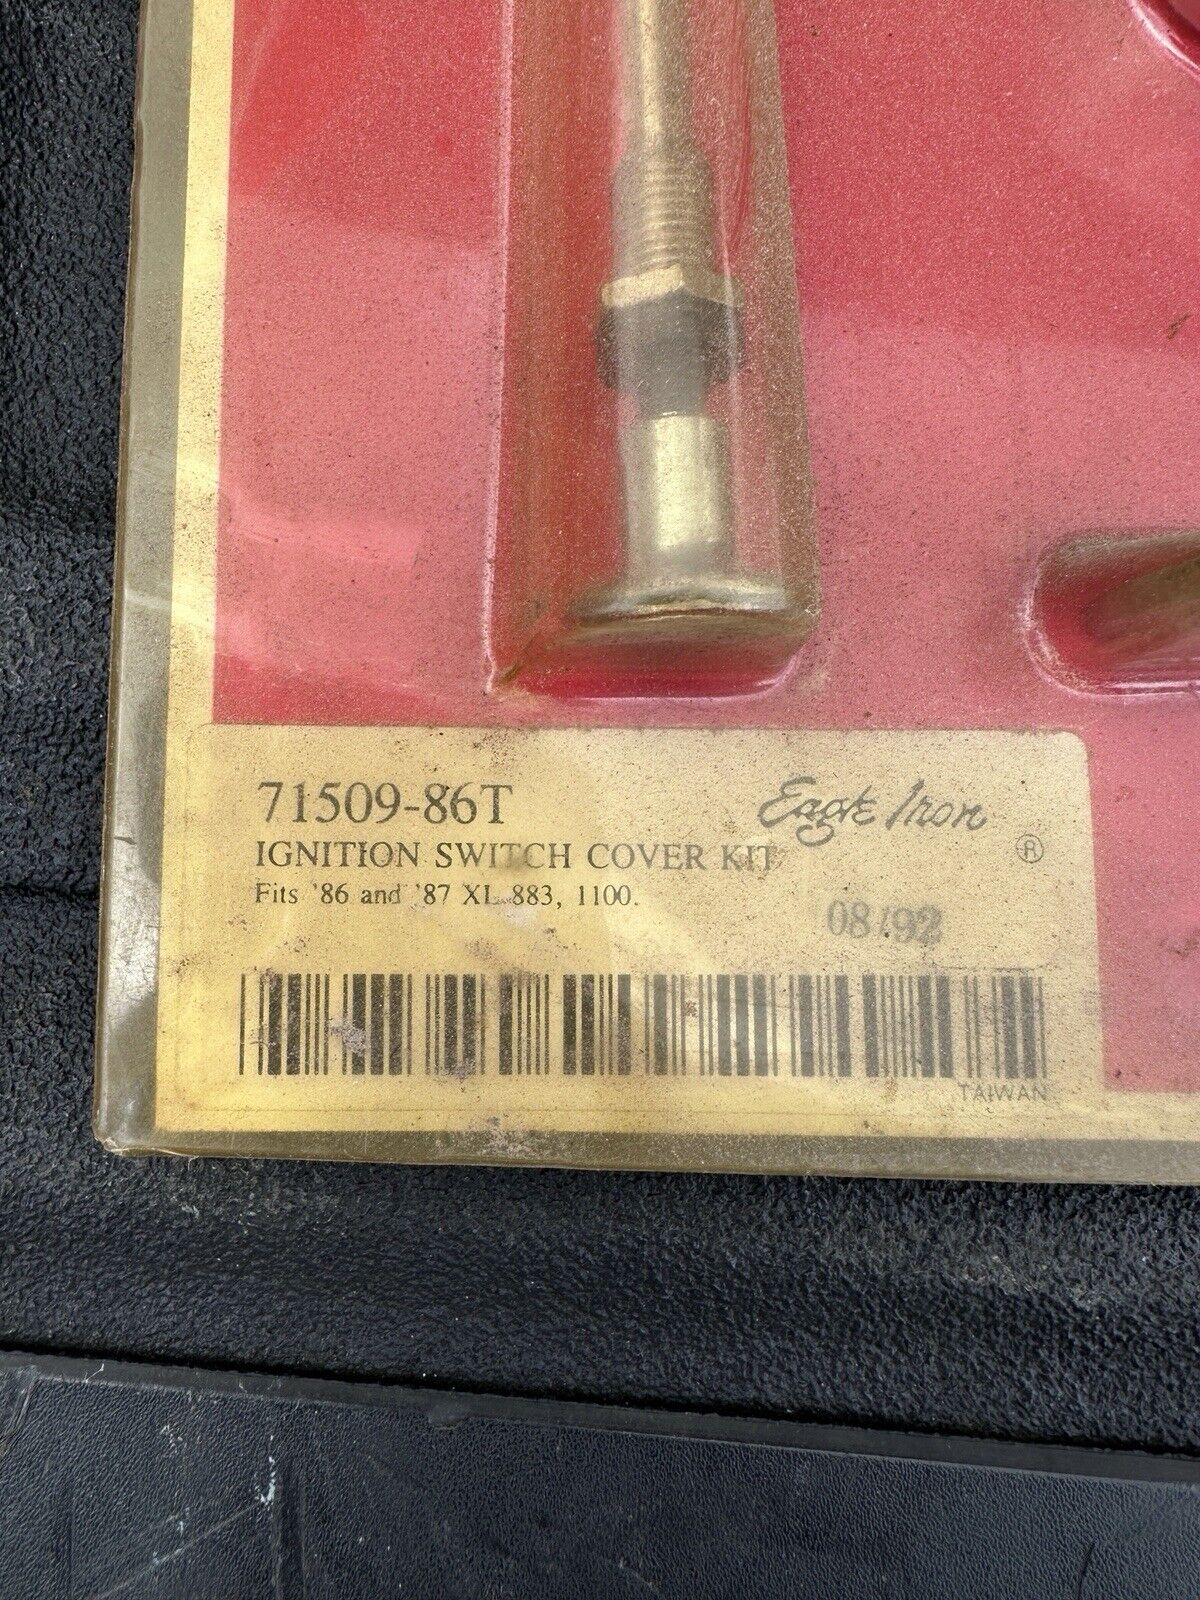 71509-86T
Eagle Iron
®
IGNITION SWITCH COVER KIT
Fits '86 and '87 XL 883, 1100.
08/92
TAIWAN